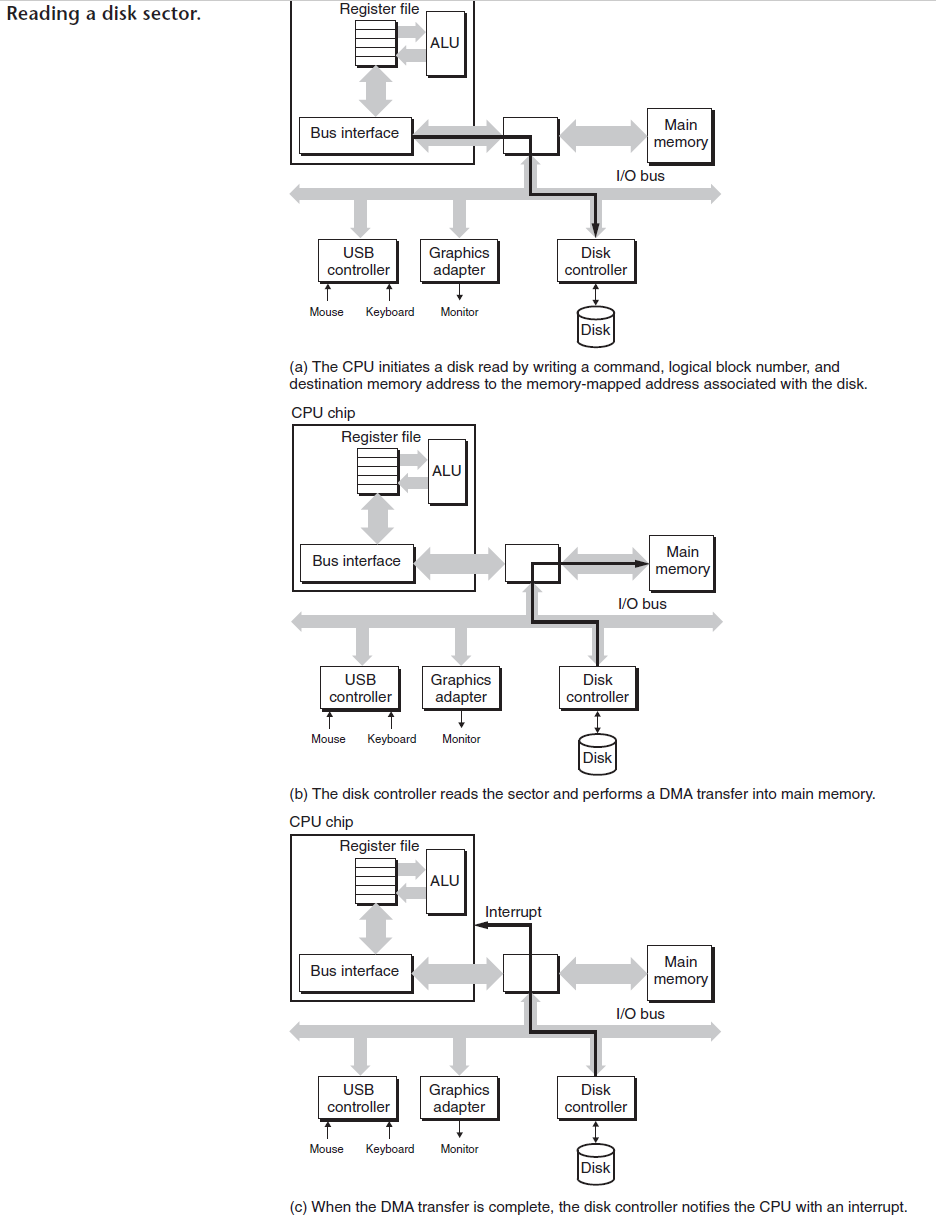 Reading a disk sector.
Register file
ALU
Bus interface
Main
memory
I/O bus
USB
controller
Graphics
adapter
Disk
controller
Mouse
Keyboard
Monitor
Disk
(a) The CPU initiates a disk read by writing a command, logical block number, and
destination memory address to the memory-mapped address associated with the disk.
CPU chip
Register file
ALU
Bus interface
Main
memory
I/O bus
USB
controller
Graphics
adapter
Disk
controller
Mouse
Keyboard
Monitor
Disk
(b) The disk controller reads the sector and performs a DMA transfer into main memory.
CPU chip
Register file
ALU
Interrupt
Bus interface
Main
memory
I/O bus
USB
controller
Graphics
adapter
Disk
controller
Mouse
Keyboard
Monitor
Disk
(c) When the DMA transfer is complete, the disk controller notifies the CPU with an interrupt.